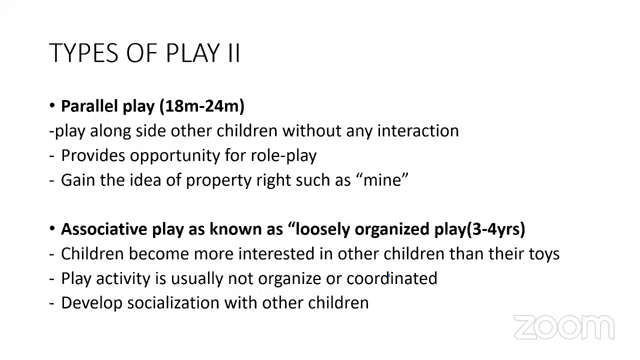 TYPES OF PLAY II
• Parallel play (18m-24m)
-play along side other children without any interaction
- Provides opportunity for role-play
- Gain the idea of property right such as “mine”
• Associative play as known as “loosely organized play(3-4yrs)
- Children become more interested in other children than their toys
- Play activity is usually not organize or coordinated
- Develop socialization with other children
zoom